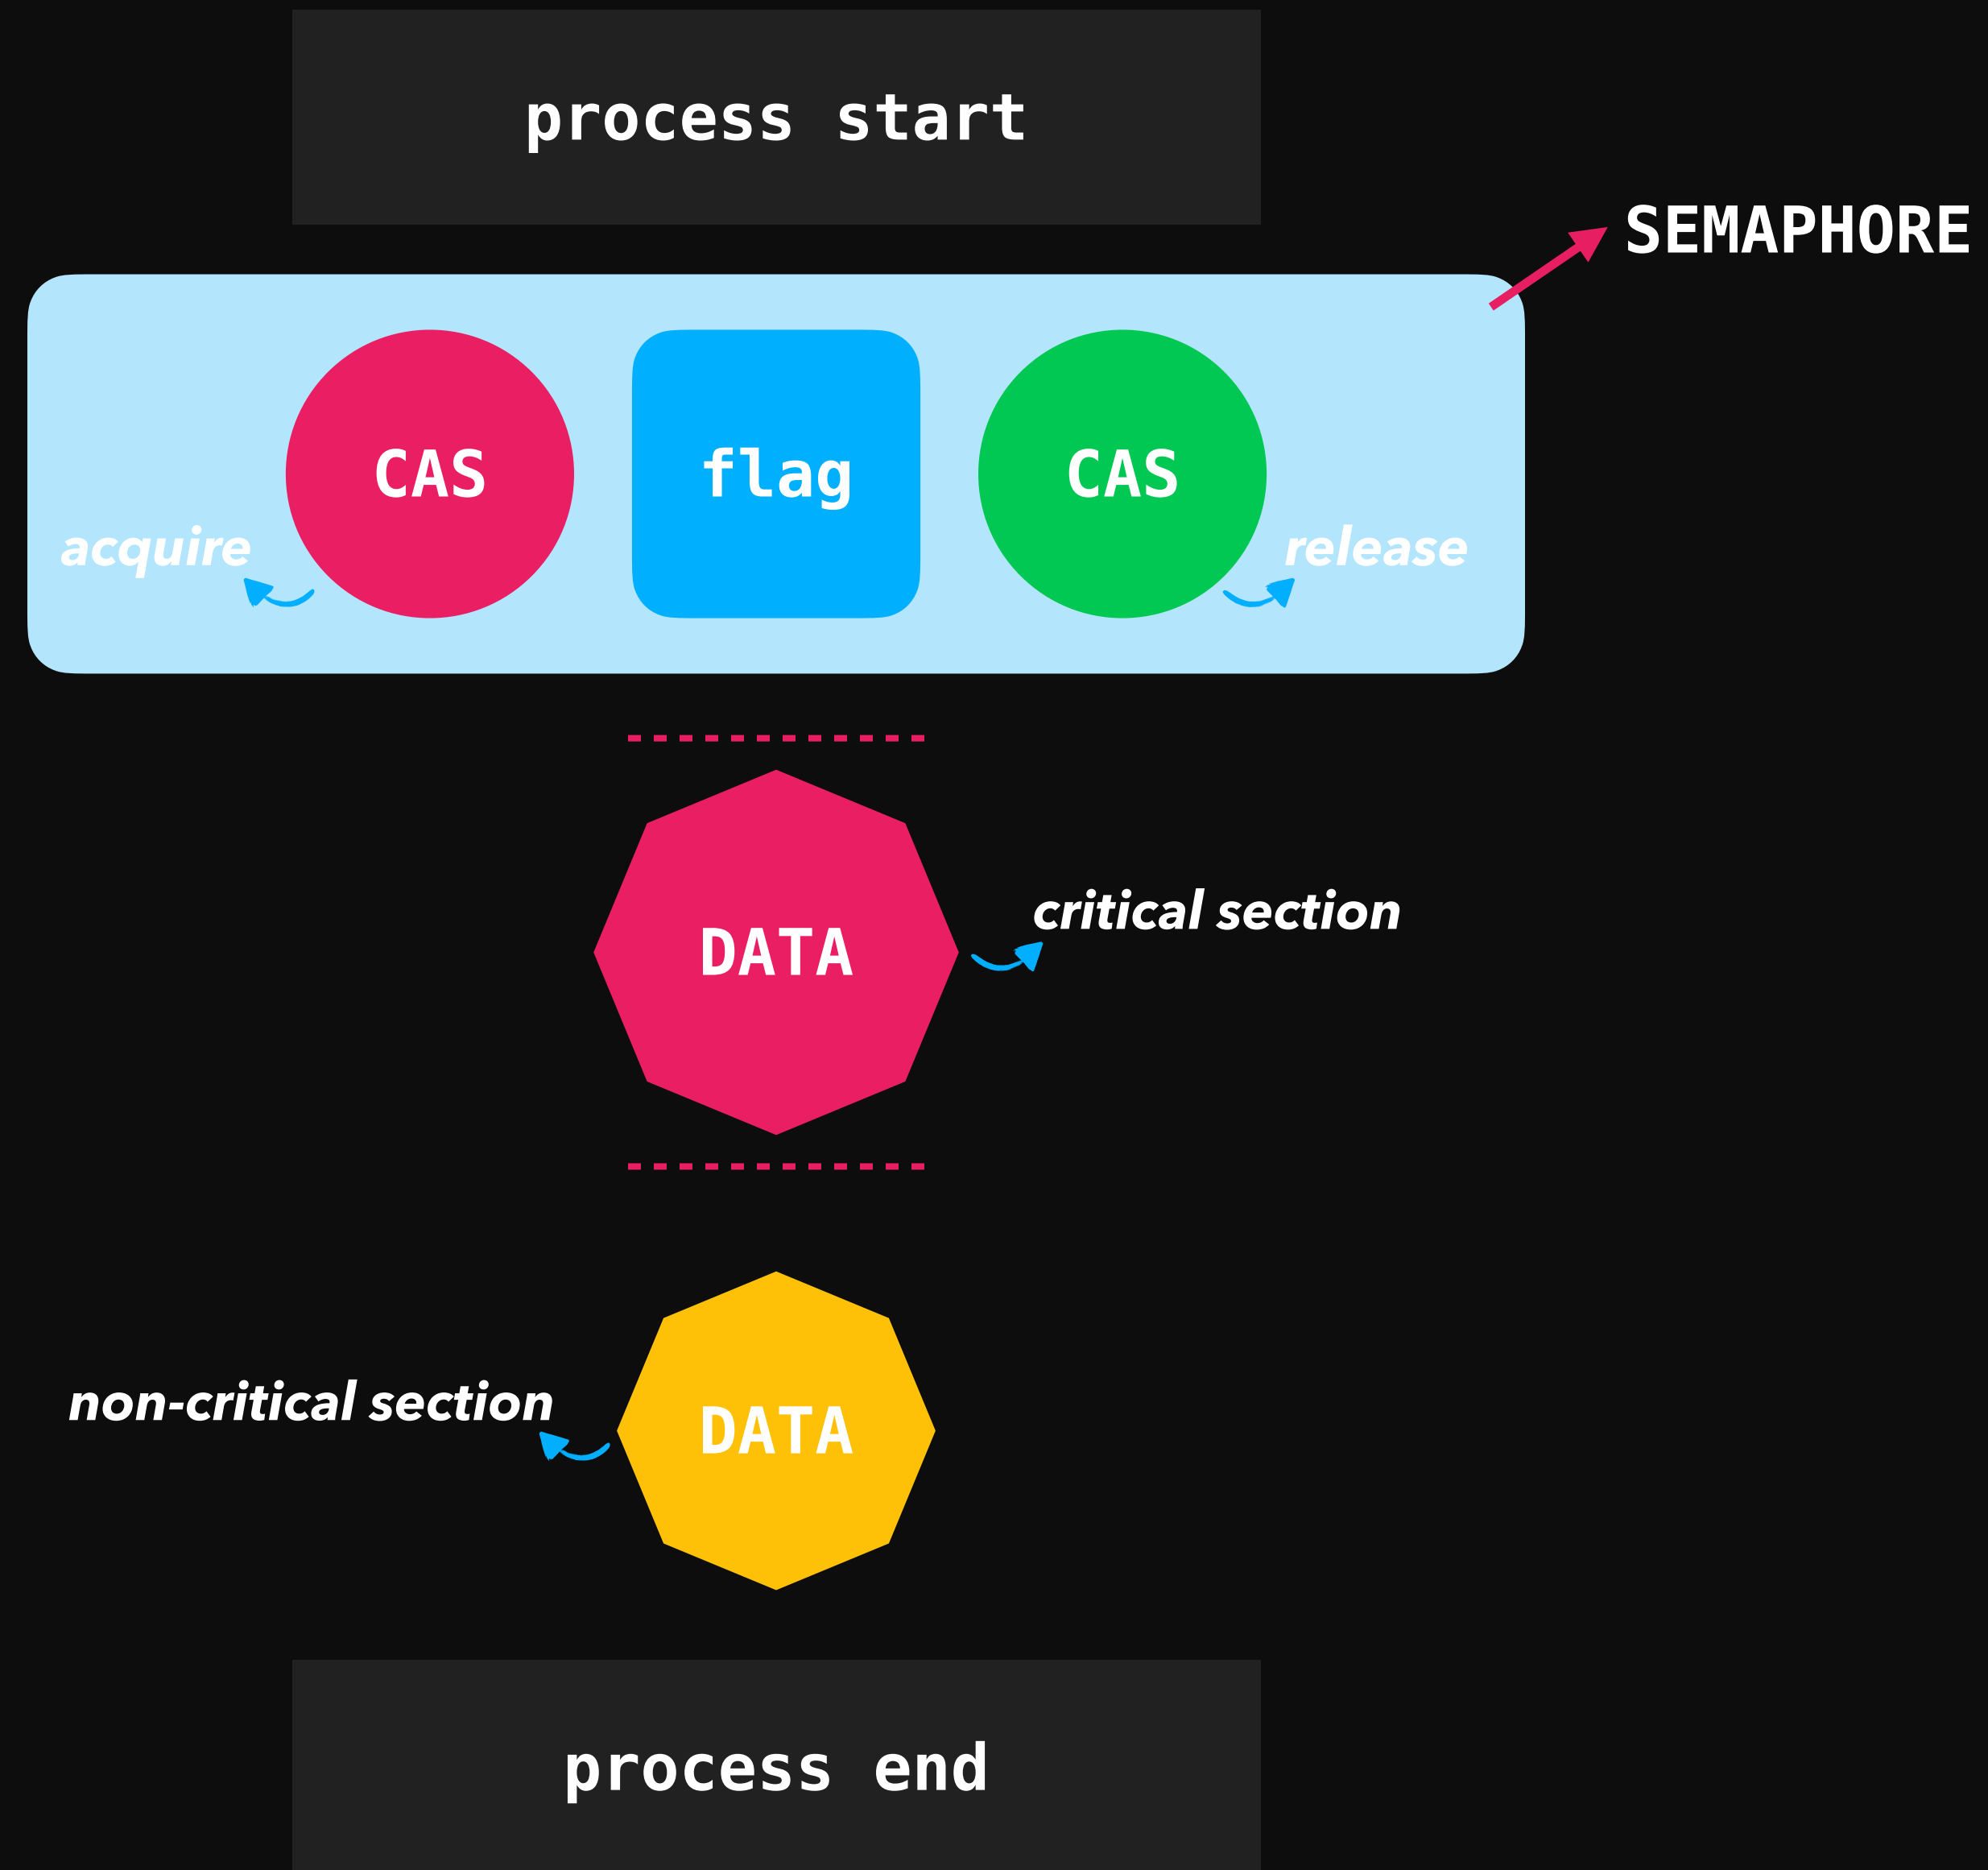 process start
SEMAPHORE
CAS
flag
CAS
acquire
release
critical section
DATA
non-critical section
DATA
process end